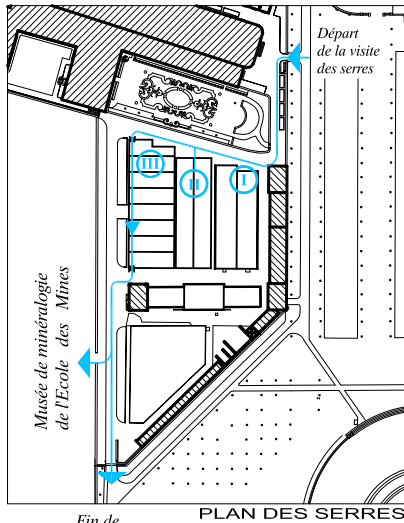 Départ
de la visite
des serres
III
II
I
Musée de minéralogie
de l'Ecole des Mines
Fin de
PLAN DES SERRES